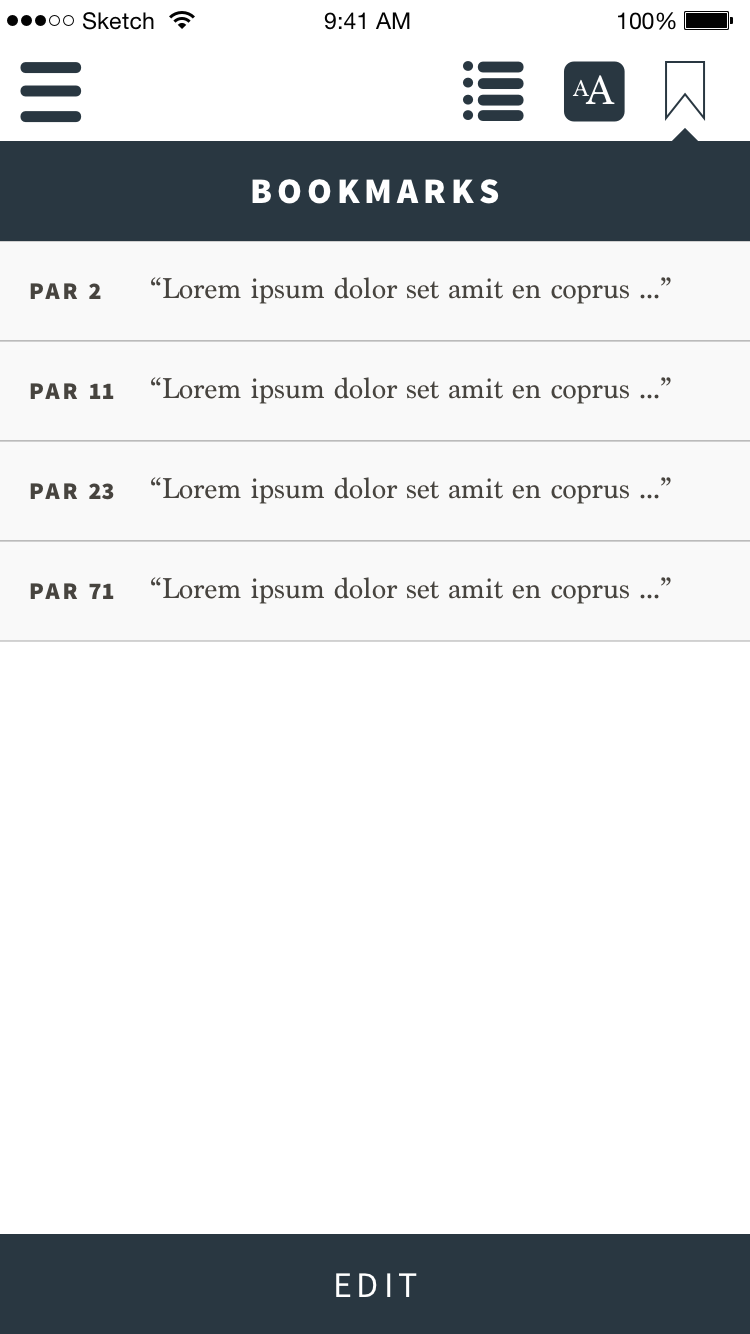 Sketch 9:41 AM 100%
AA
BOOKMARKS
PAR 2 “Lorem ipsum dolor set amit en coprus ...”
PAR 11 “Lorem ipsum dolor set amit en coprus ...”
PAR 23 “Lorem ipsum dolor set amit en coprus ...”
PAR 71 “Lorem ipsum dolor set amit en coprus ...”
EDIT